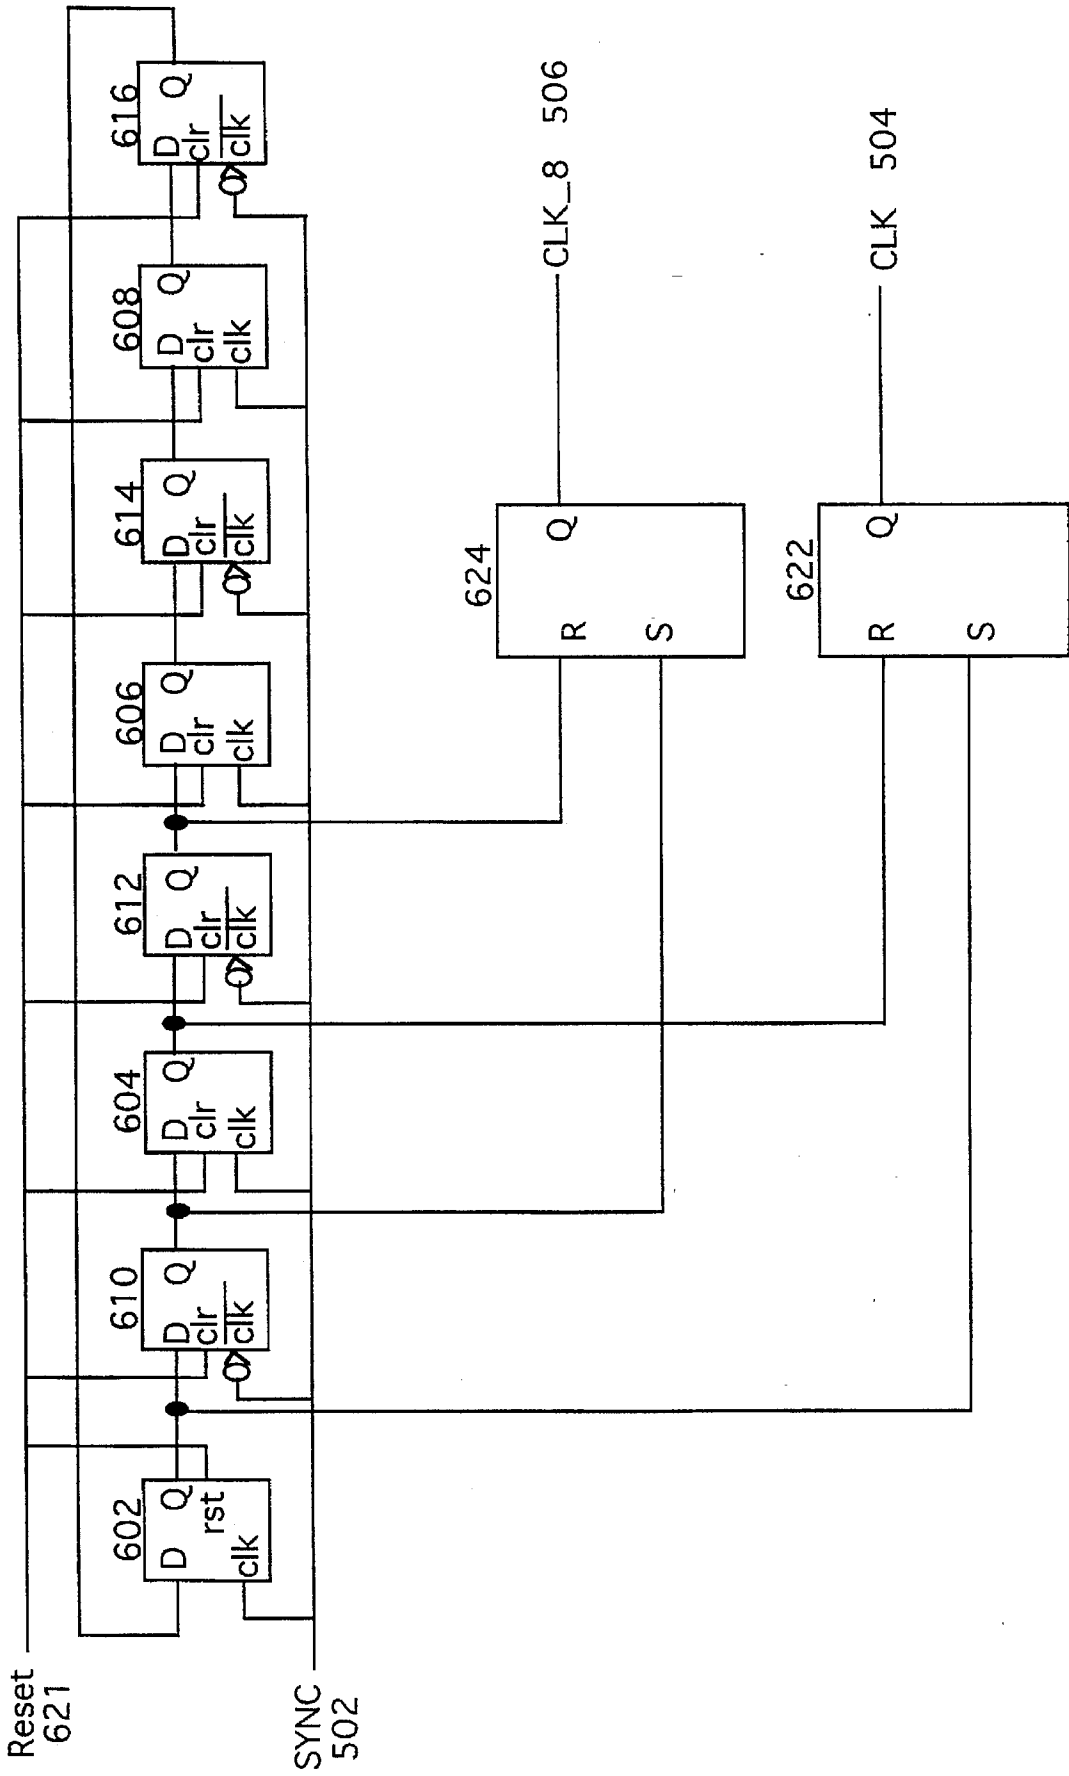 Reset
621
SYNC
502
602
D Q
rst
clk
610
D Q
clr
clk
604
D Q
clr
clk
612
D Q
clr
clk
606
D Q
clr
clk
614
D Q
clr
clk
608
D Q
clr
clk
616
D Q
clr
clk
624
R Q
S
CLK_8 506
622
R Q
S
CLK 504